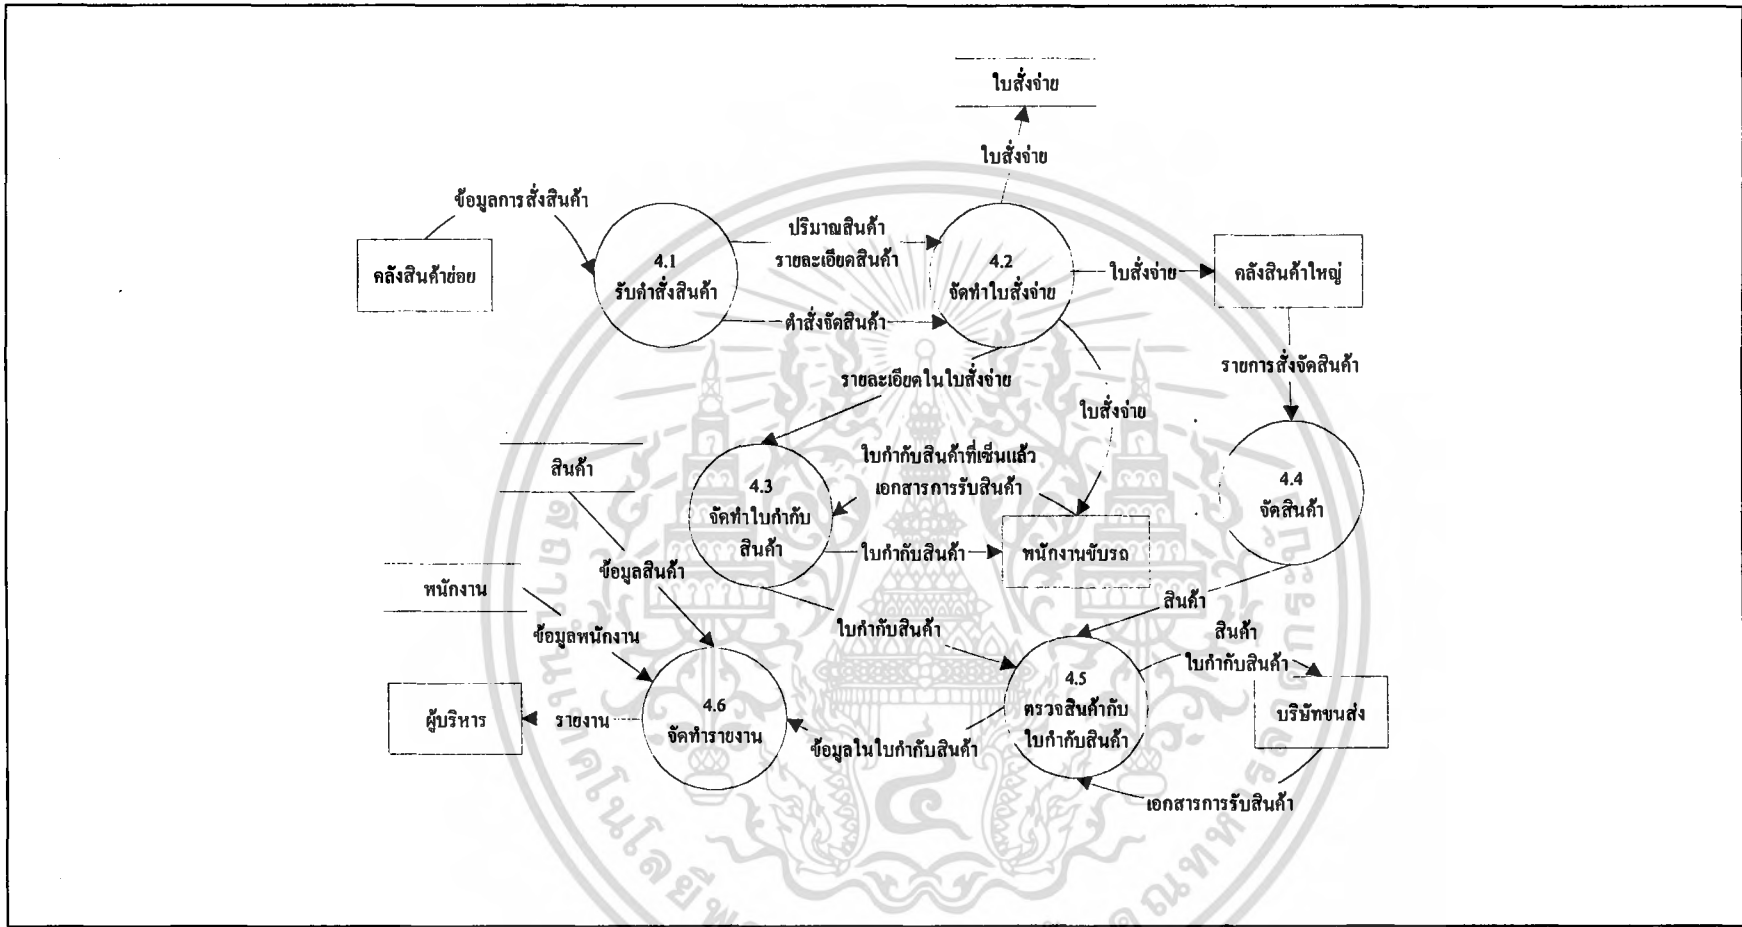 ใบสั่งจ่าย
ใบสั่งจ่าย
ข้อมูลการสั่งสินค้า
คลังสินค้าย่อย
4.1
รับคำสั่งสินค้า
ปริมาณสินค้า
รายละเอียดสินค้า
ตำสั่งจัดสินค้า
4.2
จัดทำใบสั่งจ่าย
ใบสั่งจ่าย
คลังสินค้าใหญ่
รายการสั่งจัดสินค้า
รายละเอียดในใบสั่งจ่าย
ใบสั่งจ่าย
สินค้า
4.3
จัดทำใบกำกับ
สินค้า
ใบกำกับสินค้าที่เซ็นแล้ว
เอกสารการรับสินค้า
4.4
จัดสินค้า
ใบกำกับสินค้า
พนักงานขับรถ
ข้อมูลสินค้า
พนักงาน
สินค้า
ข้อมูลพนักงาน
ใบกำกับสินค้า
สินค้า
ใบกำกับสินค้า
4.5
ตรวจสินค้ากับ
ใบกำกับสินค้า
บริษัทขนส่ง
ผู้บริหาร
รายงาน
4.6
จัดทำรายงาน
ข้อมูลในใบกำกับสินค้า
เอกสารการรับสินค้า